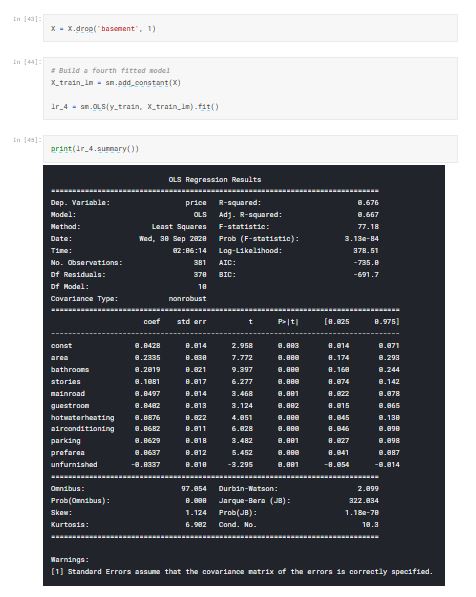 In [43]:
X = X.drop('basement', 1)
In [44]:
# Build a fourth fitted model
X_train_lm = sm.add_constant(X)
lr_4 = sm.OLS(y_train, X_train_lm).fit()
In [45]:
print(lr_4.summary())
OLS Regression Results
==============================================================================
Dep. Variable: price R-squared: 0.676
Model: OLS Adj. R-squared: 0.667
Method: Least Squares F-statistic: 77.18
Date: Wed, 30 Sep 2020 Prob (F-statistic): 3.13e-84
Time: 02:06:14 Log-Likelihood: 378.51
No. Observations: 381 AIC: -735.0
Df Residuals: 370 BIC: -691.7
Df Model: 10
Covariance Type: nonrobust
===================================================================================
coef std err t P>|t| [0.025 0.975]
-----------------------------------------------------------------------------------
const 0.0428 0.014 2.958 0.003 0.014 0.071
area 0.2335 0.030 7.772 0.000 0.174 0.293
bathrooms 0.2019 0.021 9.397 0.000 0.160 0.244
stories 0.1081 0.017 6.277 0.000 0.074 0.142
mainroad 0.0497 0.014 3.468 0.001 0.022 0.078
guestroom 0.0402 0.013 3.124 0.002 0.015 0.065
hotwaterheating 0.0876 0.022 4.051 0.000 0.045 0.130
airconditioning 0.0682 0.011 6.028 0.000 0.046 0.090
parking 0.0629 0.018 3.482 0.001 0.027 0.098
prefarea 0.0637 0.012 5.452 0.000 0.041 0.087
unfurnished -0.0337 0.010 -3.295 0.001 -0.054 -0.014
==============================================================================
Omnibus: 97.054 Durbin-Watson: 2.099
Prob(Omnibus): 0.000 Jarque-Bera (JB): 322.034
Skew: 1.124 Prob(JB): 1.18e-70
Kurtosis: 6.902 Cond. No. 10.3
==============================================================================
Warnings:
[1] Standard Errors assume that the covariance matrix of the errors is correctly specified.